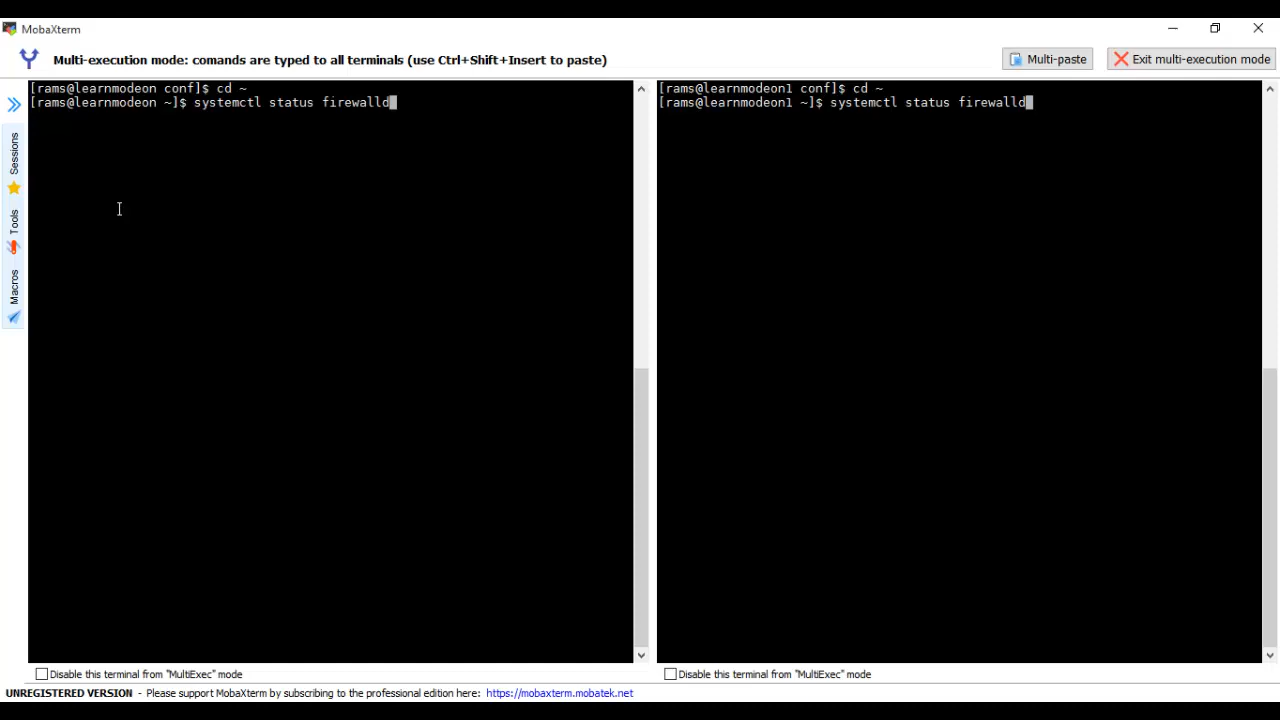 MobaXterm
Multi-execution mode: comands are typed to all terminals (use Ctrl+Shift+Insert to paste)
Multi-paste
Exit multi-execution mode
Sessions
Tools
Macros
[rams@learnmodeon conf]$ cd ~
[rams@learnmodeon ~]$ systemctl status firewalld
[rams@learnmodeon1 conf]$ cd ~
[rams@learnmodeon1 ~]$ systemctl status firewalld
Disable this terminal from "MultiExec" mode
Disable this terminal from "MultiExec" mode
UNREGISTERED VERSION - Please support MobaXterm by subscribing to the professional edition here: https://mobaxterm.mobatek.net